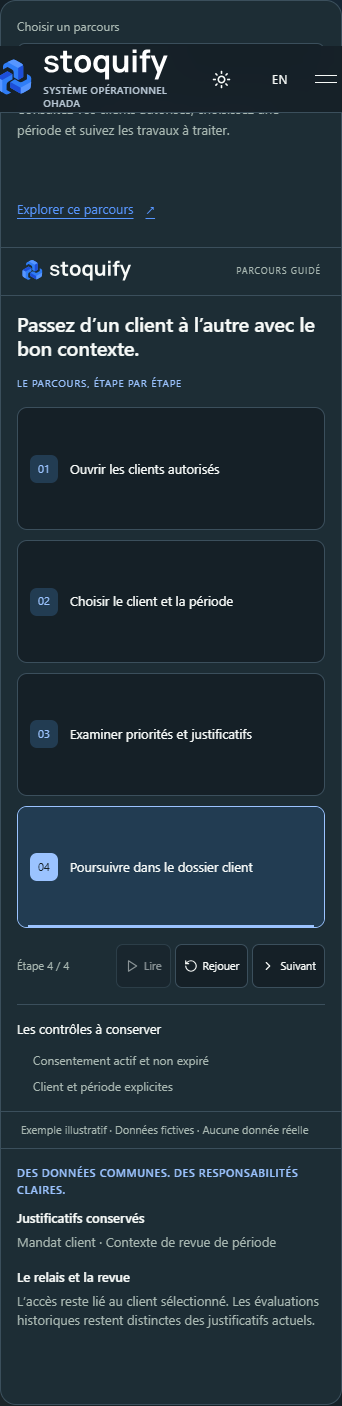 Choisir un parcours
stoquify
SYSTÈME OPÉRATIONNEL
OHADA
EN
période et suivez les travaux à traiter.
Explorer ce parcours ↗
stoquify
PARCOURS GUIDÉ
Passez d’un client à l’autre avec le
bon contexte.
LE PARCOURS, ÉTAPE PAR ÉTAPE
01 Ouvrir les clients autorisés
02 Choisir le client et la période
03 Examiner priorités et justificatifs
04 Poursuivre dans le dossier client
Étape 4 / 4
Lire
Rejouer
Suivant
Les contrôles à conserver
Consentement actif et non expiré
Client et période explicites
Exemple illustratif · Données fictives · Aucune donnée réelle
DES DONNÉES COMMUNES. DES RESPONSABILITÉS
CLAIRES.
Justificatifs conservés
Mandat client · Contexte de revue de période
Le relais et la revue
L’accès reste lié au client sélectionné. Les évaluations
historiques restent distinctes des justificatifs actuels.